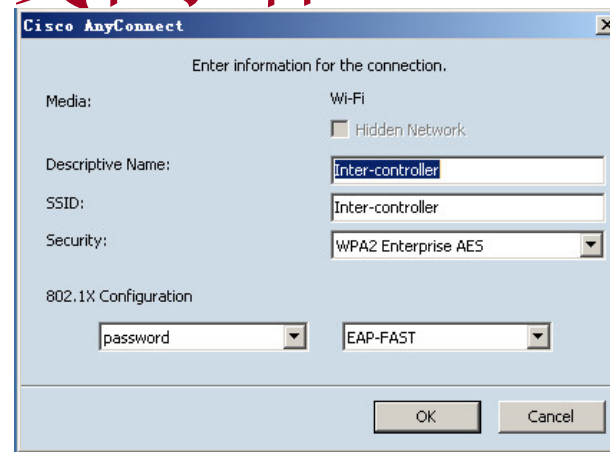 Cisco AnyConnect
Enter information for the connection.
Media: Wi-Fi
Hidden Network
Descriptive Name: Inter-controller
SSID: Inter-controller
Security: WPA2 Enterprise AES
802.1X Configuration
password EAP-FAST
OK Cancel